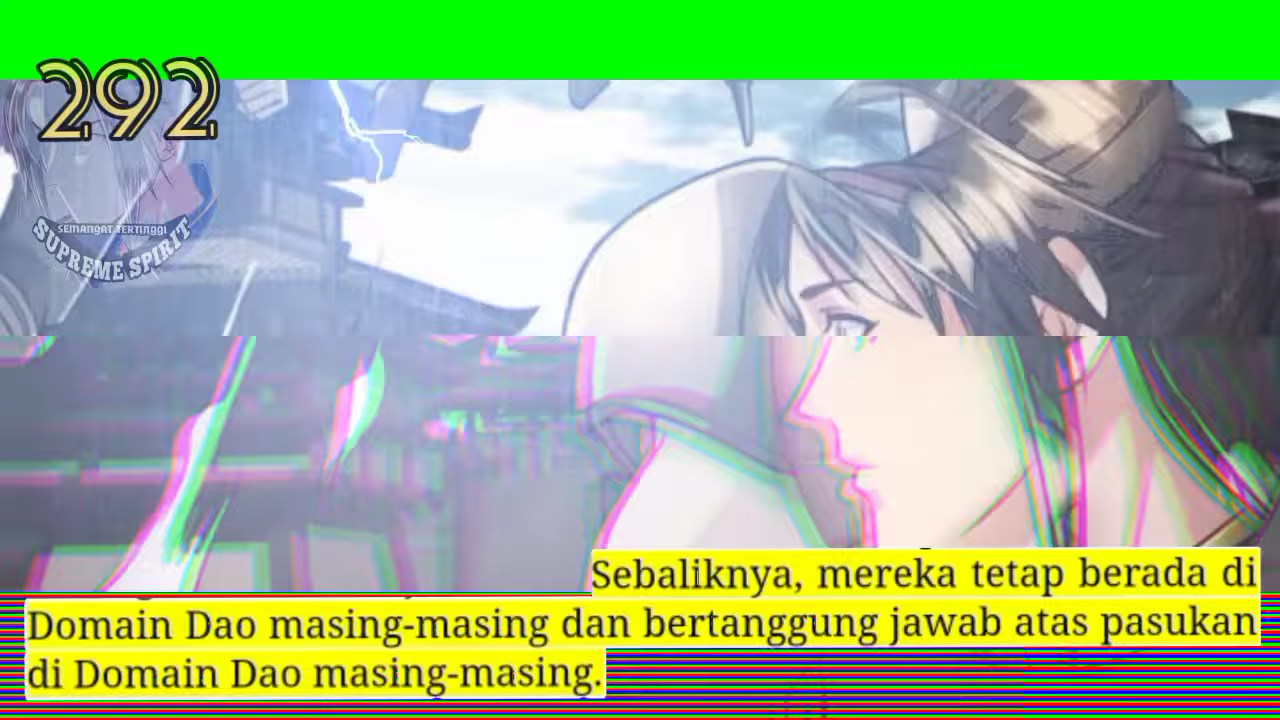 292
SEMANGAT TERTINGGI
SUPREME SPIRIT
Sebaliknya, mereka tetap berada di
Domain Dao masing-masing dan bertanggung jawab atas pasukan
di Domain Dao masing-masing.